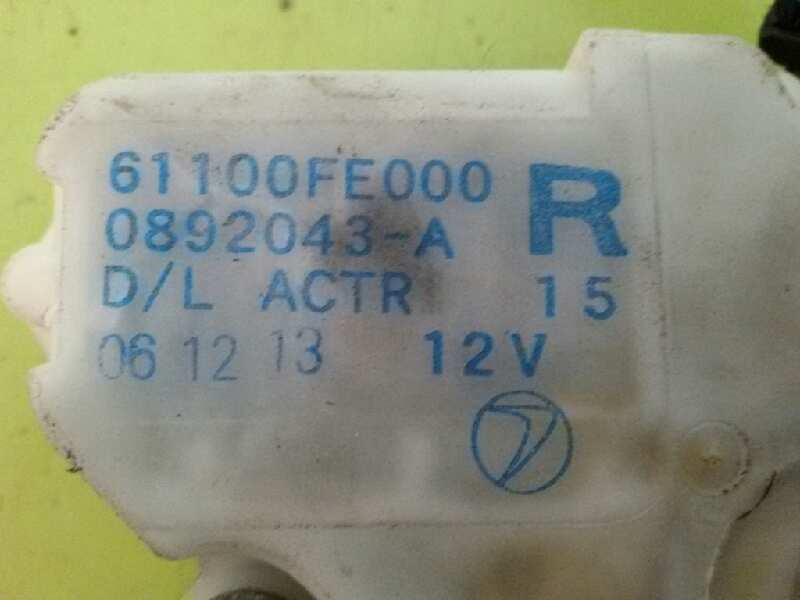 61100FE000
0892043-A R
D/L ACTR 15
06 12 13 12V